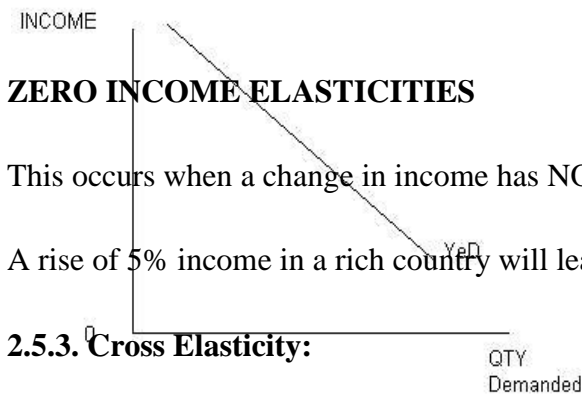 INCOME
ZERO INCOME ELASTICITIES
This occurs when a change in income has NO
A rise of 5% income in a rich country will lea
YeD
0
2.5.3. Cross Elasticity:
QTY
Demanded